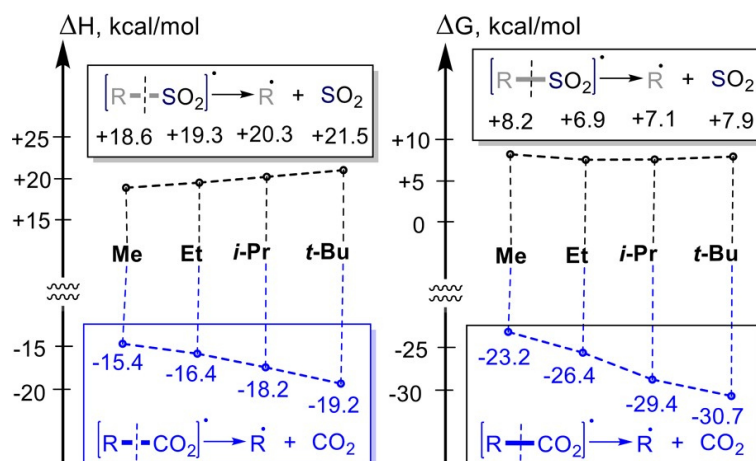 ΔH, kcal/mol
[R SO₂]• → R• + SO₂
+18.6 +19.3 +20.3 +21.5
+25
+20
+15
Me Et i-Pr t-Bu
-15
-20
-15.4 -16.4 -18.2 -19.2
[R CO₂]• → R• + CO₂
ΔG, kcal/mol
[R SO₂]• → R• + SO₂
+8.2 +6.9 +7.1 +7.9
+10
+5
0
Me Et i-Pr t-Bu
-25
-30
-23.2 -26.4 -29.4 -30.7
[R CO₂]• → R• + CO₂